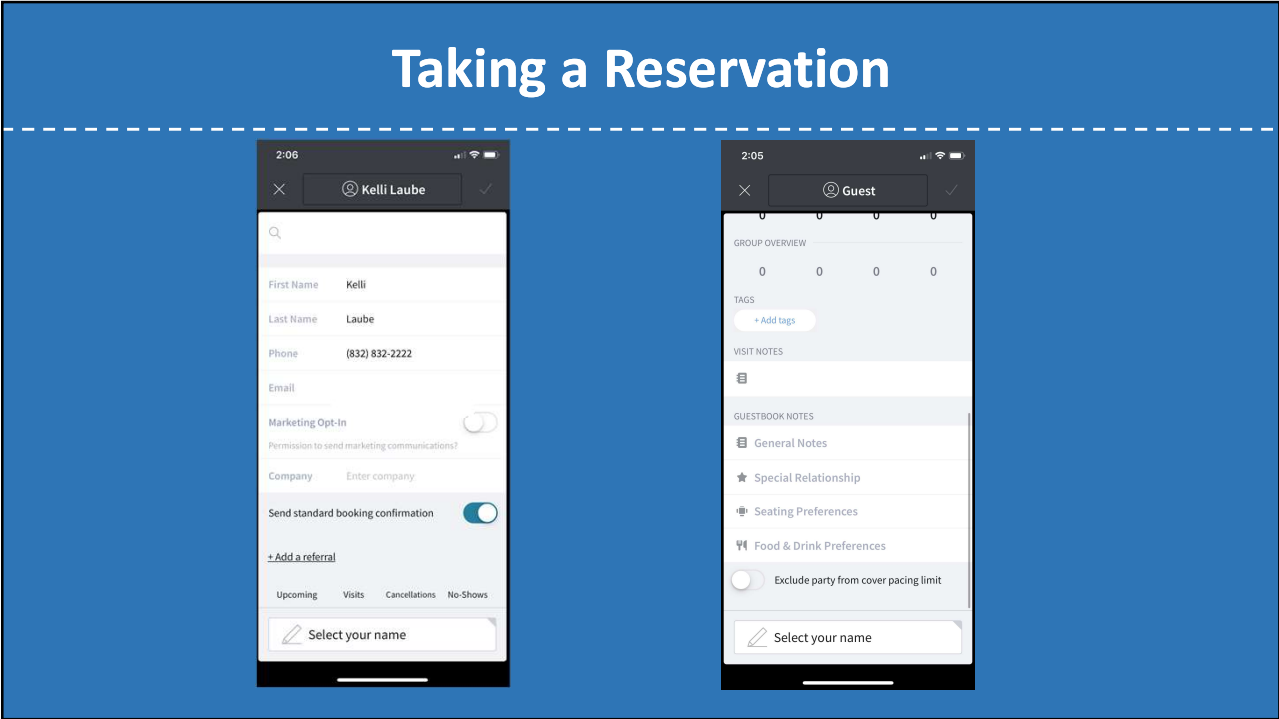 Taking a Reservation
2:06
Kelli Laube
First Name Kelli
Last Name Laube
Phone (832) 832-2222
Email
Marketing Opt-In
Permission to send marketing communications?
Company Enter company
Send standard booking confirmation
+ Add a referral
Upcoming Visits Cancellations No-Shows
Select your name
2:05
Guest
0 0 0 0
GROUP OVERVIEW
0 0 0 0
TAGS
+ Add tags
VISIT NOTES
GUESTBOOK NOTES
General Notes
Special Relationship
Seating Preferences
Food & Drink Preferences
Exclude party from cover pacing limit
Select your name